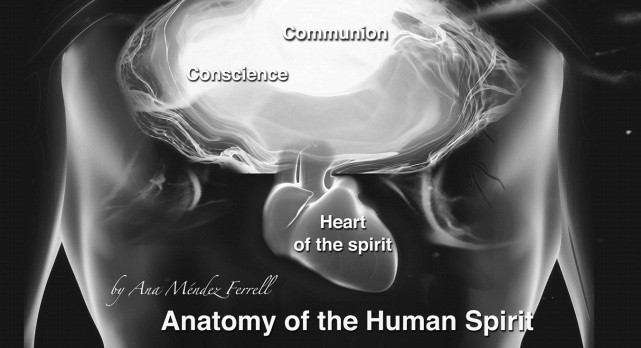 Communion
Conscience
Heart
of the spirit
by Ana Méndez Ferrell
Anatomy of the Human Spirit